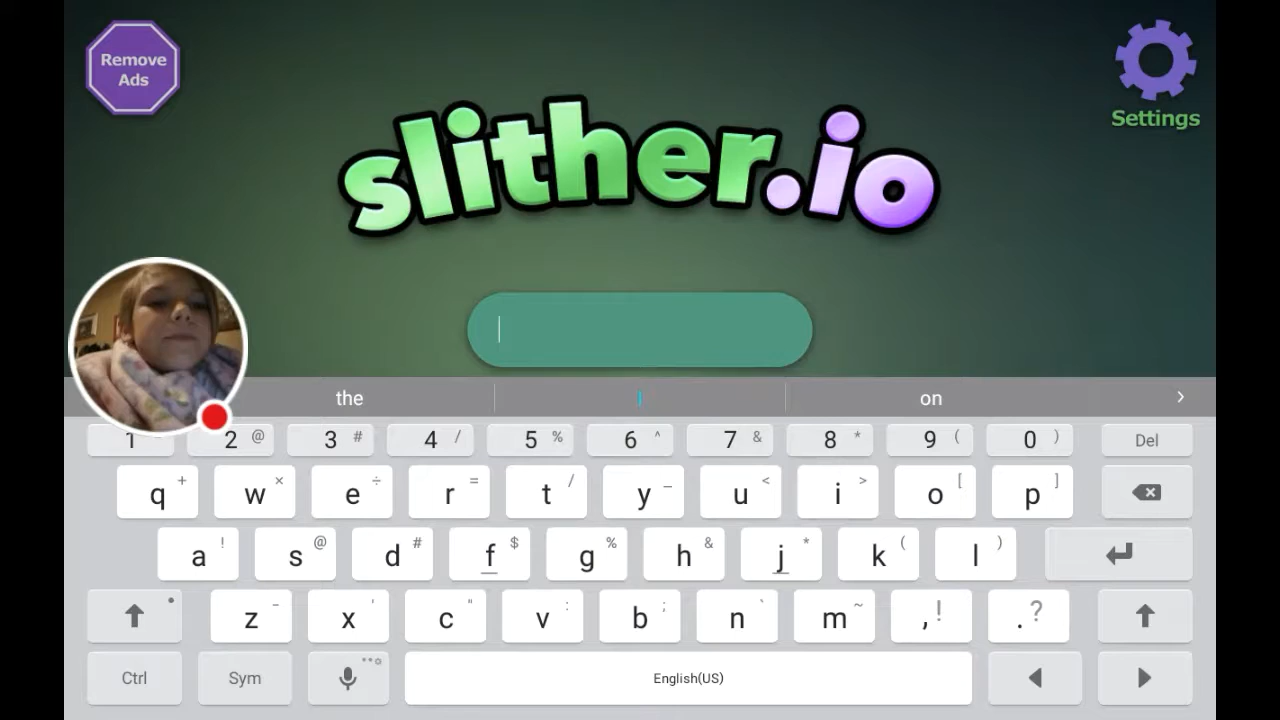 Remove
Ads
Settings
slither.io
the I on >
1 2 @ 3 # 4 / 5 % 6 ^ 7 & 8 * 9 ( 0 ) Del
q + w × e ÷ r = t / y _ u < i > o [ p ]
a ! s @ d # f $ g % h & j * k ( l )
z - x ' c " v : b ; n ` m ~ , ! . ?
Ctrl Sym English(US)